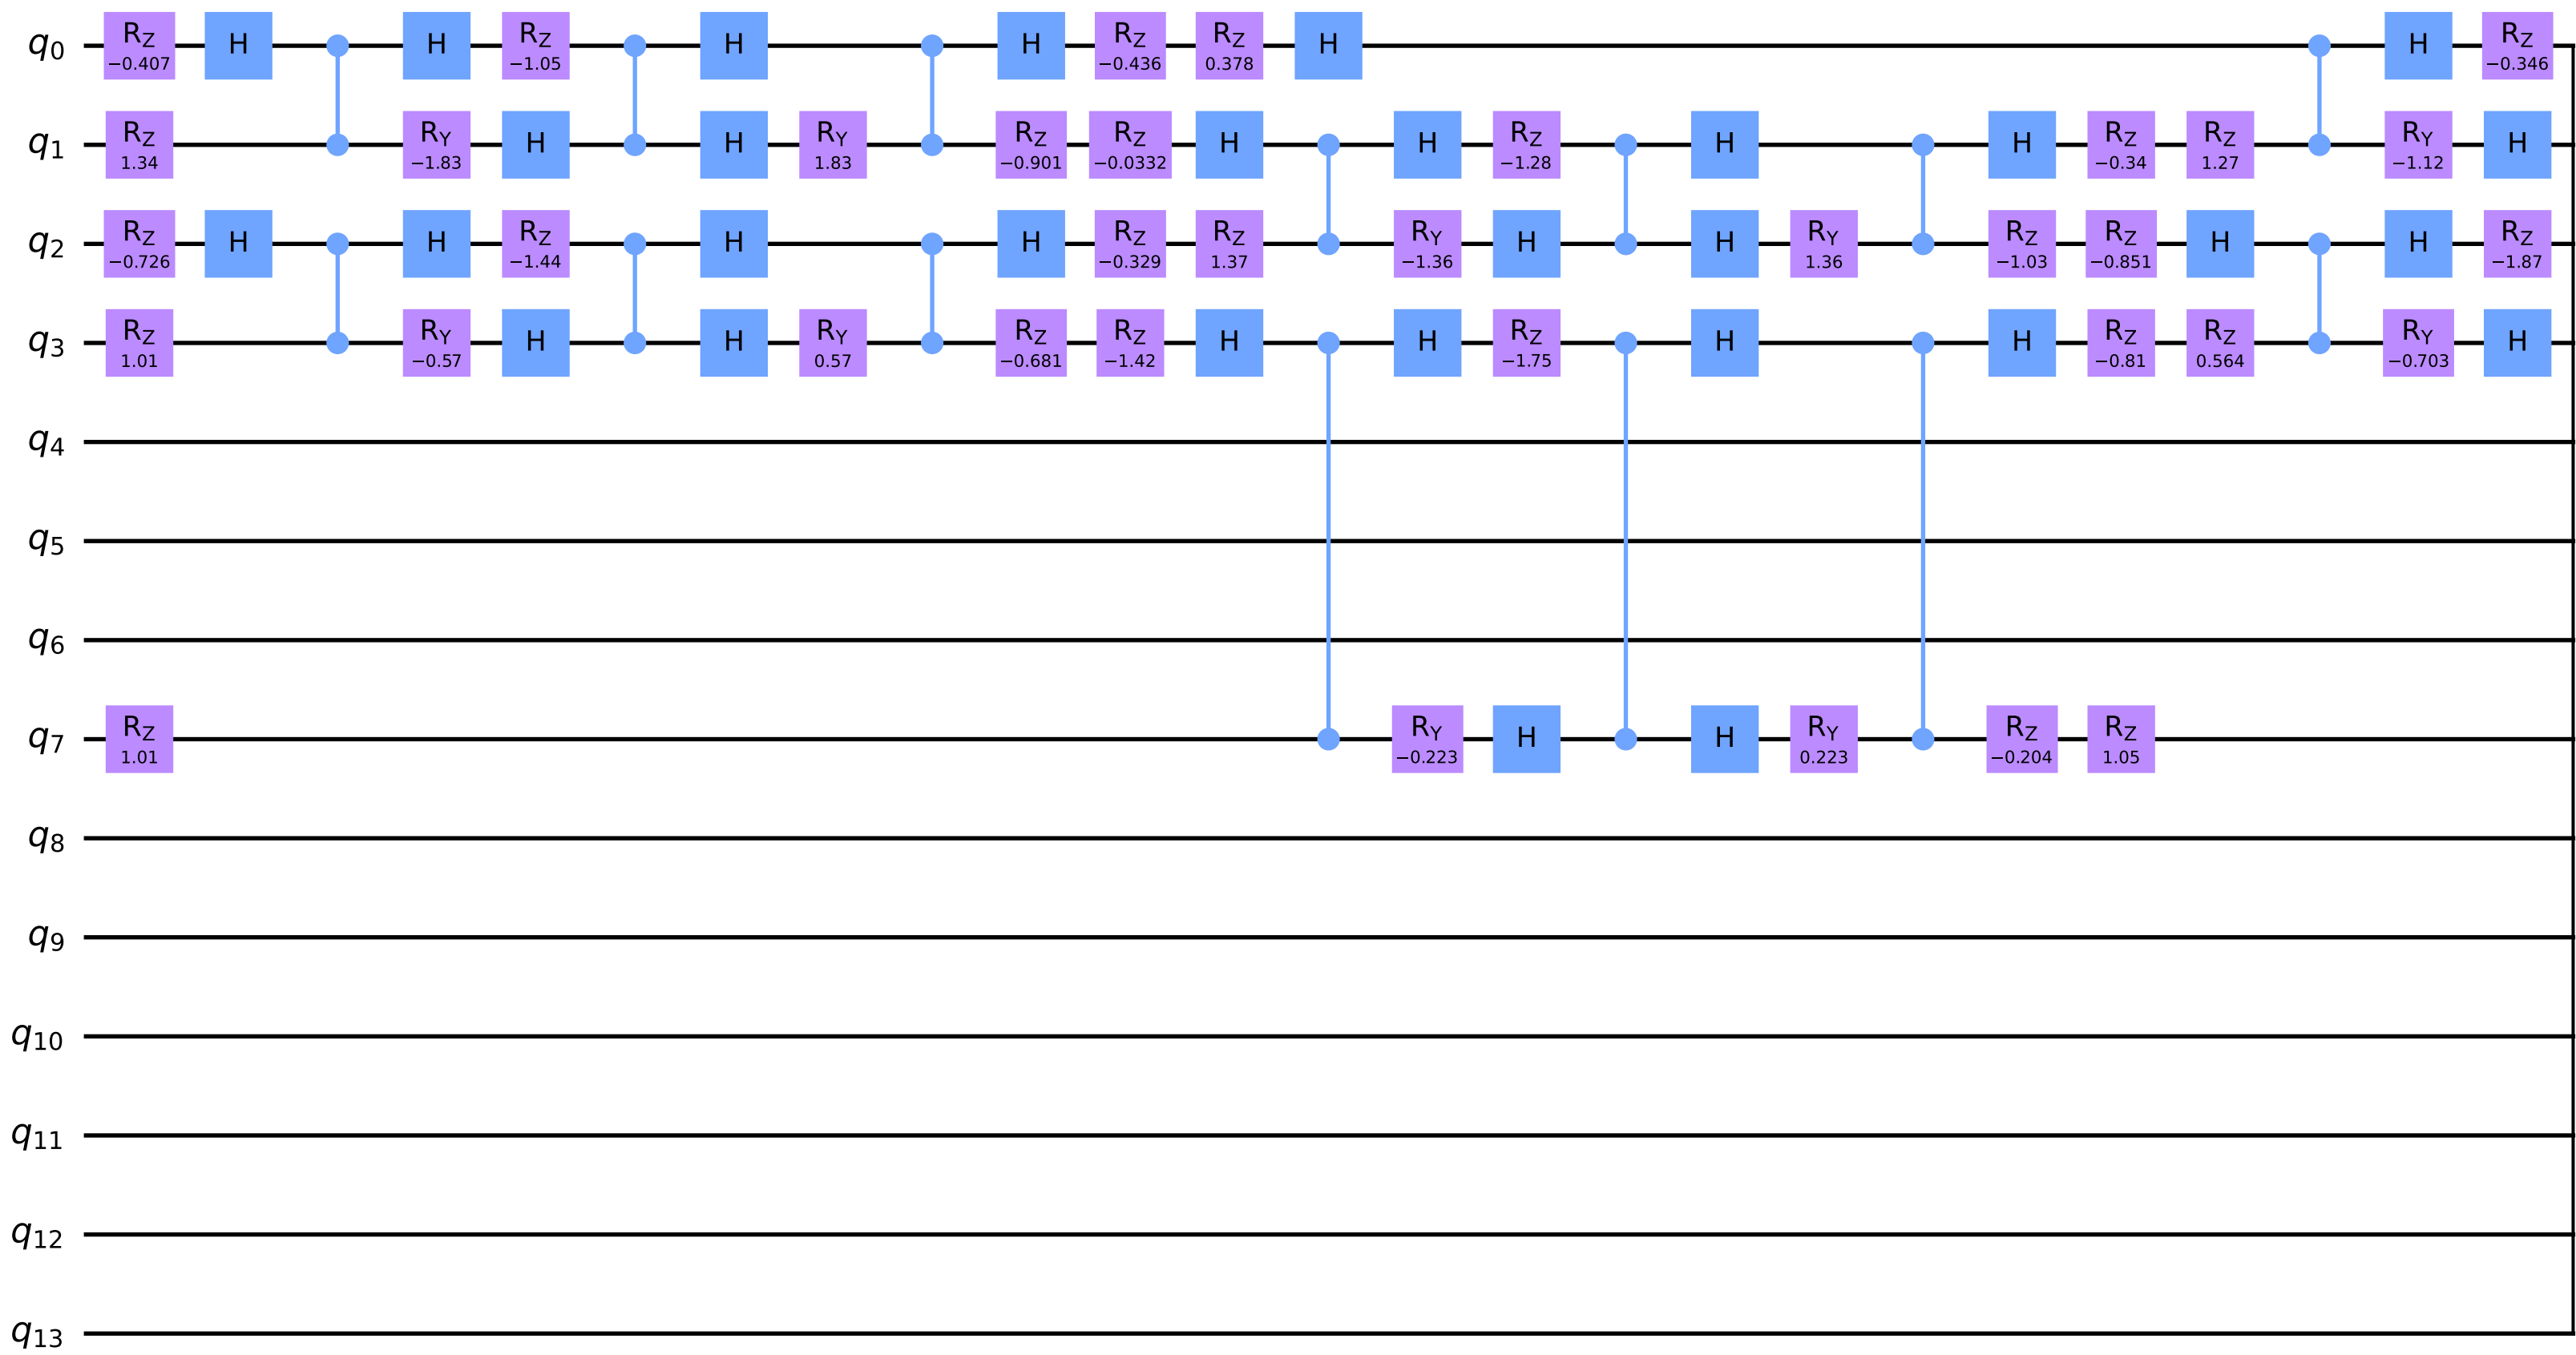 q0 RZ −0.407 H H RZ −1.05 H H RZ −0.436 RZ 0.378 H H RZ −0.346
q1 RZ 1.34 RY −1.83 H H RY 1.83 RZ −0.901 RZ −0.0332 H H RZ −1.28 H H RZ −0.34 RZ 1.27 RY −1.12 H
q2 RZ −0.726 H H RZ −1.44 H H RZ −0.329 RZ 1.37 RY −1.36 H H RY 1.36 RZ −1.03 RZ −0.851 H H RZ −1.87
q3 RZ 1.01 RY −0.57 H H RY 0.57 RZ −0.681 RZ −1.42 H H RZ −1.75 H H RZ −0.81 RZ 0.564 RY −0.703 H
q4
q5
q6
q7 RZ 1.01 RY −0.223 H H RY 0.223 RZ −0.204 RZ 1.05
q8
q9
q10
q11
q12
q13